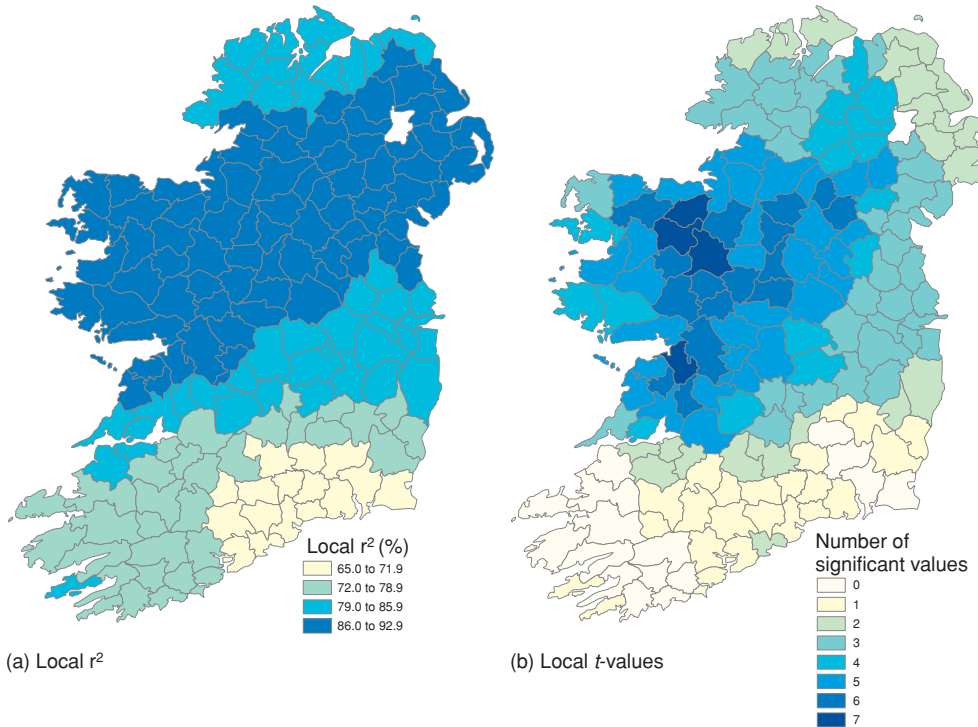 Local r² (%)
65.0 to 71.9
72.0 to 78.9
79.0 to 85.9
86.0 to 92.9
(a) Local r²
Number of
significant values
0
1
2
3
4
5
6
7
(b) Local t-values